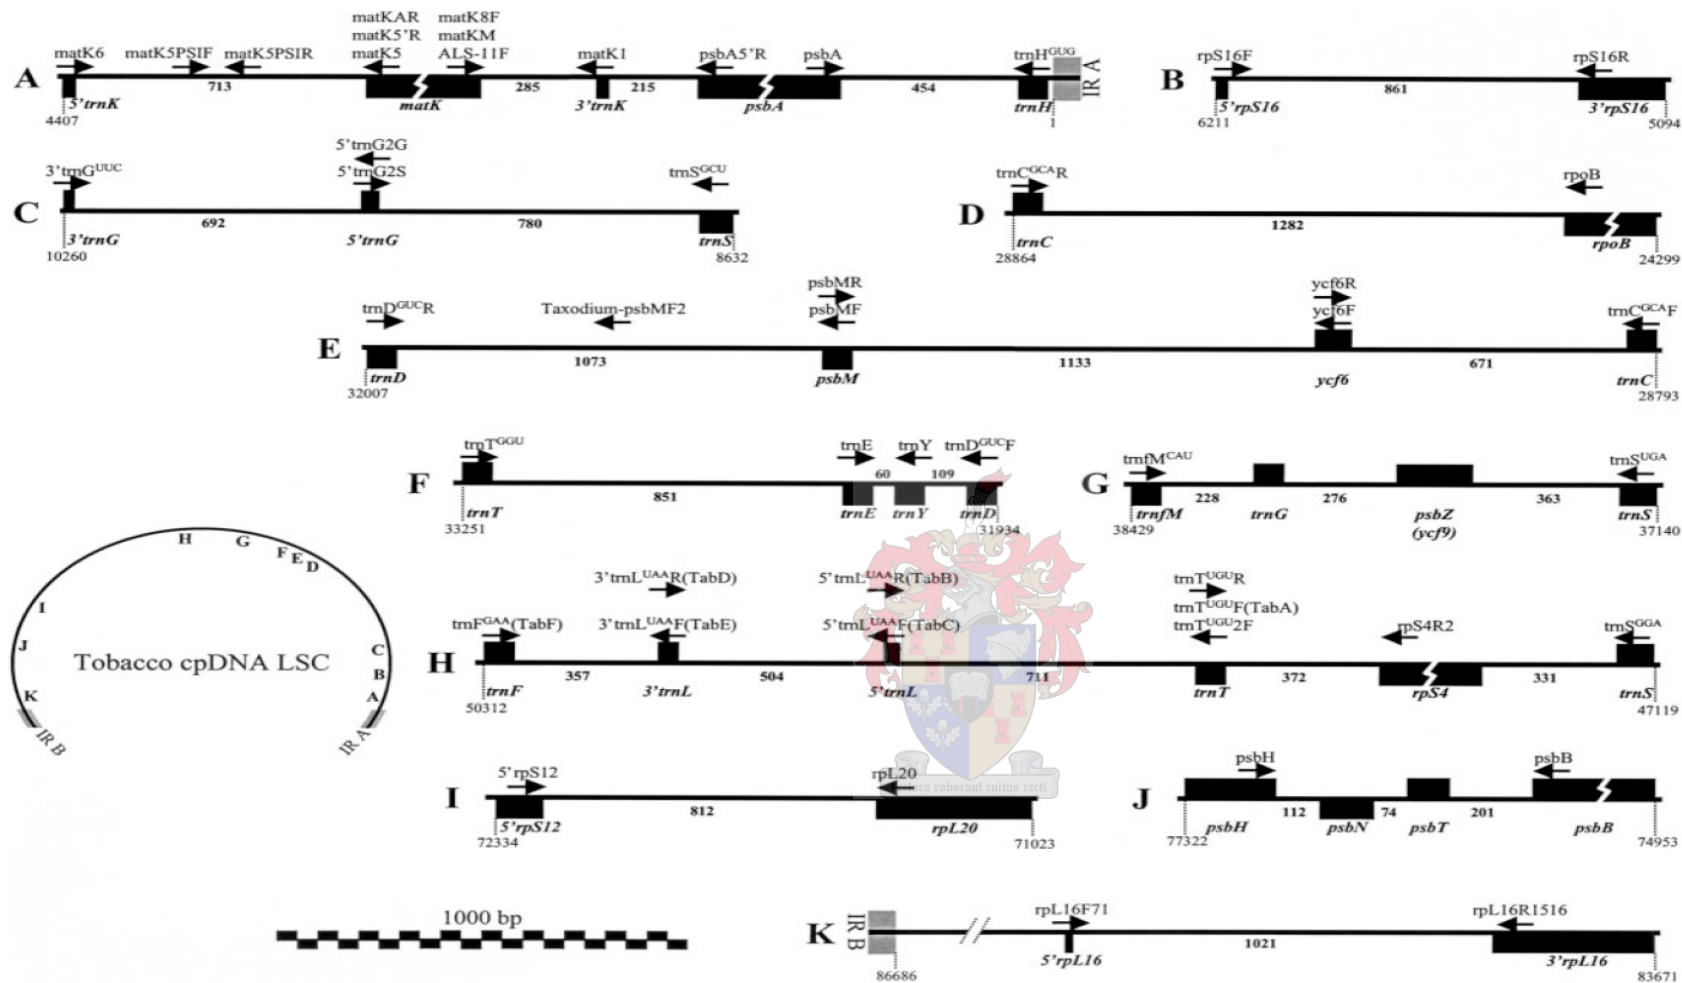 matKAR matK8F
matK6 matK5PSIF matK5PSIR matK5'R matKM matK1 psbA5'R psbA trnH^GUG
matK5 ALS-11F
A 713 285 215 454 IR A
5'trnK matK 3'trnK psbA trnH
4407 1
rpS16F rpS16R
B 861
5'rpS16 3'rpS16
6211 5094
5'trnG2G
3'trnG^UUC 5'trnG2S trnS^GCU
C 692 780
3'trnG 5'trnG trnS
10260 8632
trnC^GCA R rpoB
D 1282
trnC rpoB
28864 24299
psbMR ycf6R
trnD^GUC R Taxodium-psbMF2 psbMF ycf6F trnC^GCA F
E 1073 1133 671
trnD psbM ycf6 trnC
32007 28793
trnT^GGU trnE trnY trnD^GUC F
F 851 60 109
trnT trnE trnY trnD
33251 31934
trnfM^CAU trnS^UGA
G 228 276 363
trnfM trnG psbZ trnS
(ycf9)
38429 37140
3'trnL^UAA R(TabD) 5'trnL^UAA R(TabB) trnT^UGU R
trnT^UGU F(TabA)
trnF^GAA (TabF) 3'trnL^UAA F(TabE) 5'trnL^UAA F(TabC) trnT^UGU 2F rpS4R2 trnS^GGA
H 357 504 711 372 331
trnF 3'trnL 5'trnL trnT rpS4 trnS
50312 47119
H G F E D
I
J C
Tobacco cpDNA LSC
B
K A
IR B IR A
5'rpS12 rpL20
I 812
roborant cultus recti
5'rpS12 rpL20
72334 71023
psbH psbB
J 112 74 201
psbH psbN psbT psbB
77322 74953
1000 bp
rpL16F71 rpL16R1516
K IR B 1021
5'rpL16 3'rpL16
86686 83671